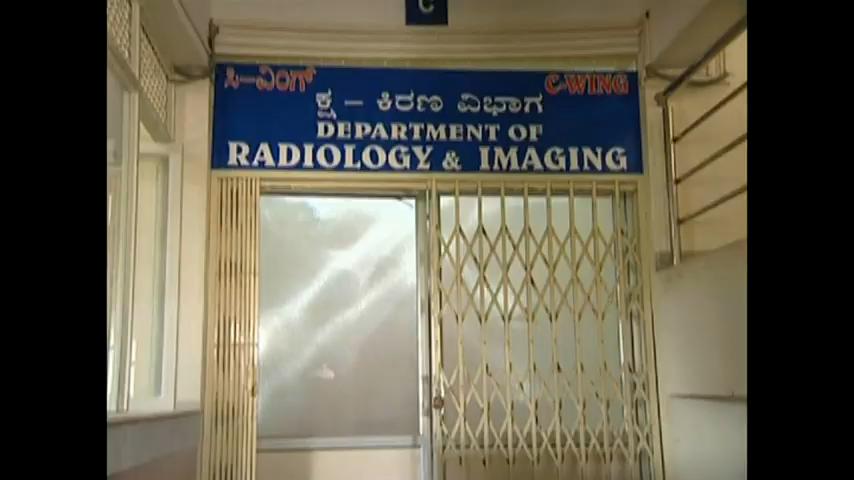 C
ಸಿ-ವಿಂಗ್ C-WING
ಕ್ಷ - ಕಿರಣ ವಿಭಾಗ
DEPARTMENT OF
RADIOLOGY & IMAGING